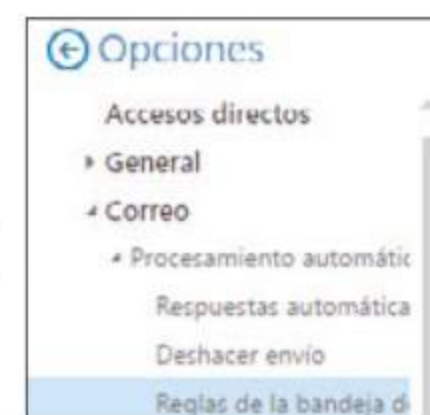 Opciones
Accesos directos
General
Correo
Procesamiento automátic
Respuestas automática
Deshacer envío
Reglas de la bandeja d